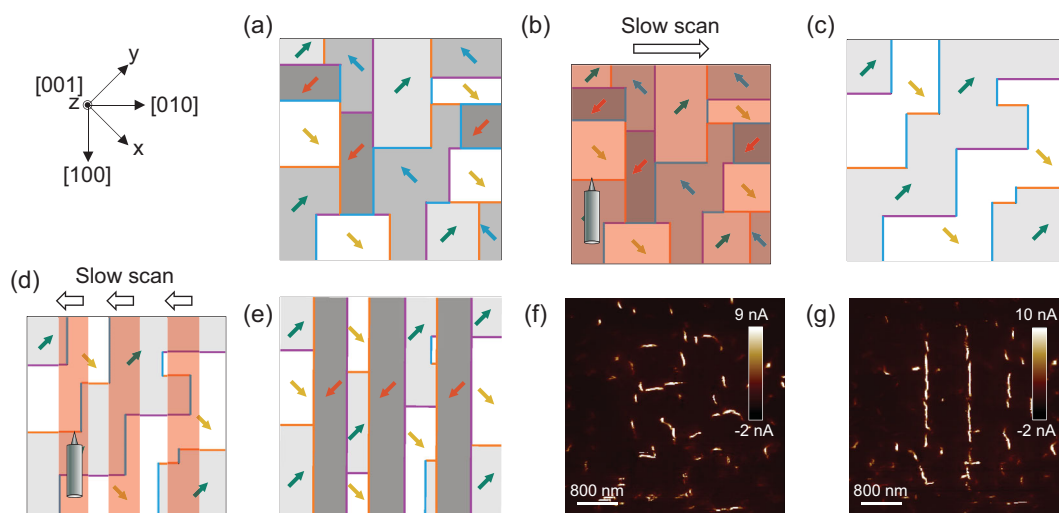 (a)
Slow scan
(b)
(c)
y
[001]
z
[010]
x
[100]
(d)
Slow scan
(e)
(f)
9 nA
-2 nA
800 nm
(g)
10 nA
-2 nA
800 nm